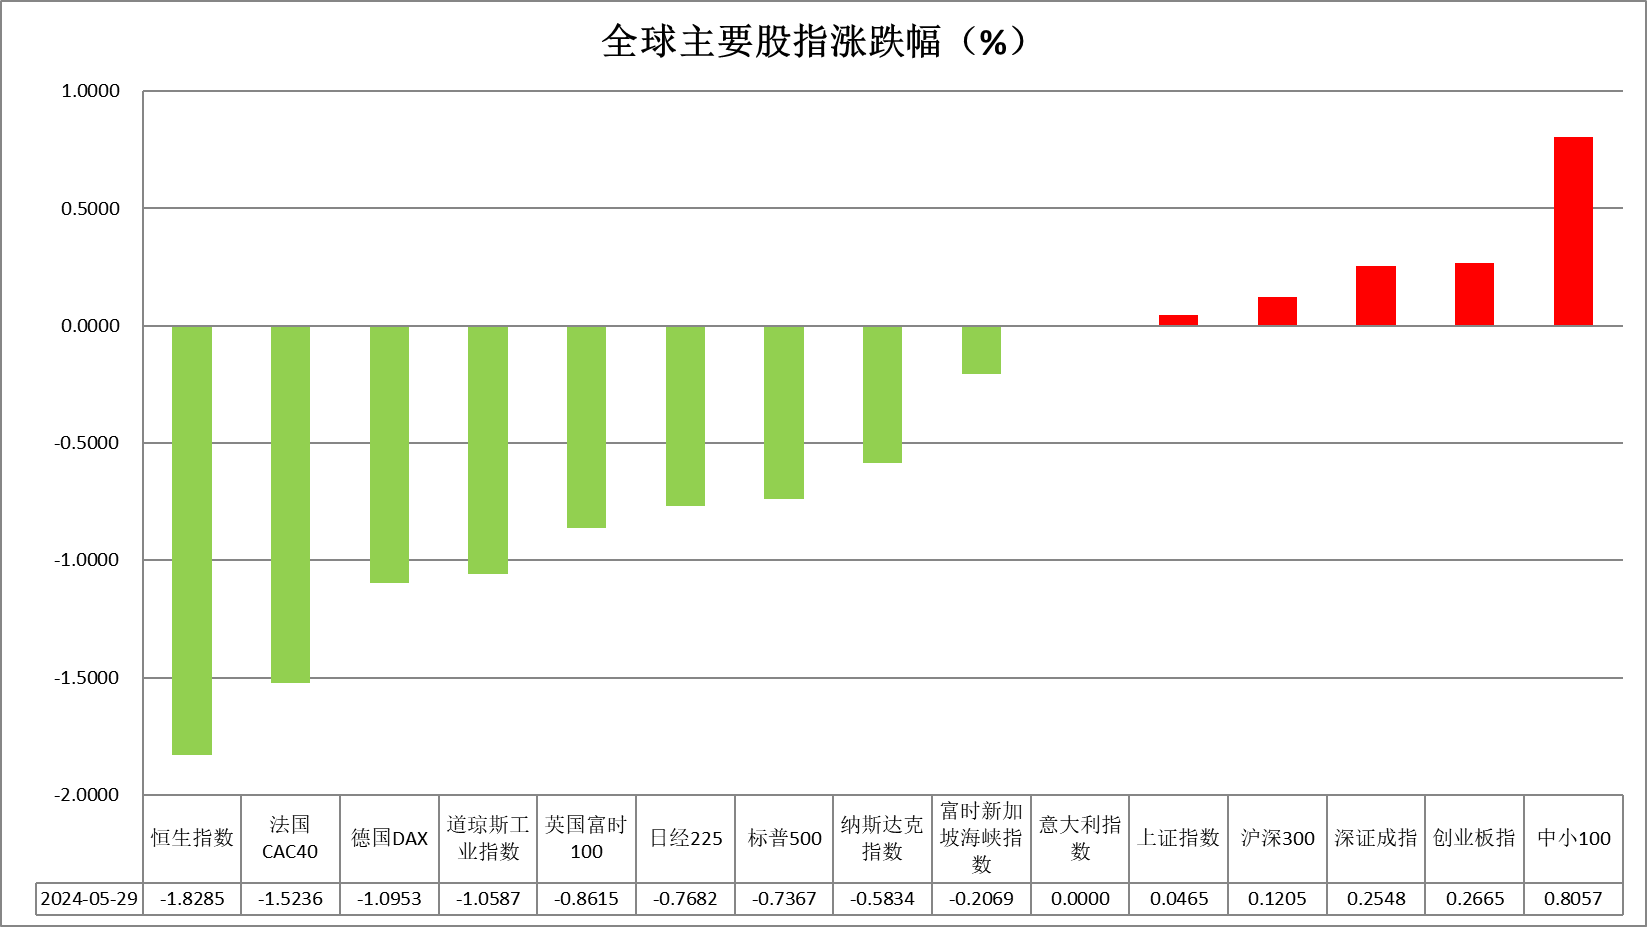 全球主要股指涨跌幅（%）
1.0000
0.5000
0.0000
-0.5000
-1.0000
-1.5000
-2.0000
恒生指数
法国
CAC40
德国DAX
道琼斯工
业指数
英国富时
100
日经225
标普500
纳斯达克
指数
富时新加
坡海峡指
数
意大利指
数
上证指数
沪深300
深证成指
创业板指
中小100
2024-05-29 -1.8285 -1.5236 -1.0953 -1.0587 -0.8615 -0.7682 -0.7367 -0.5834 -0.2069 0.0000 0.0465 0.1205 0.2548 0.2665 0.8057